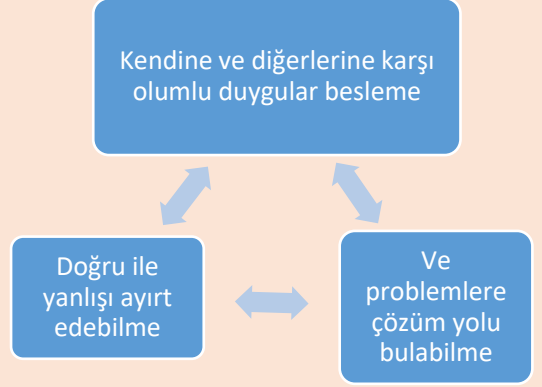 Kendine ve diğerlerine karşı
olumlu duygular besleme
Doğru ile
yanlışı ayırt
edebilme
Ve
problemlere
çözüm yolu
bulabilme